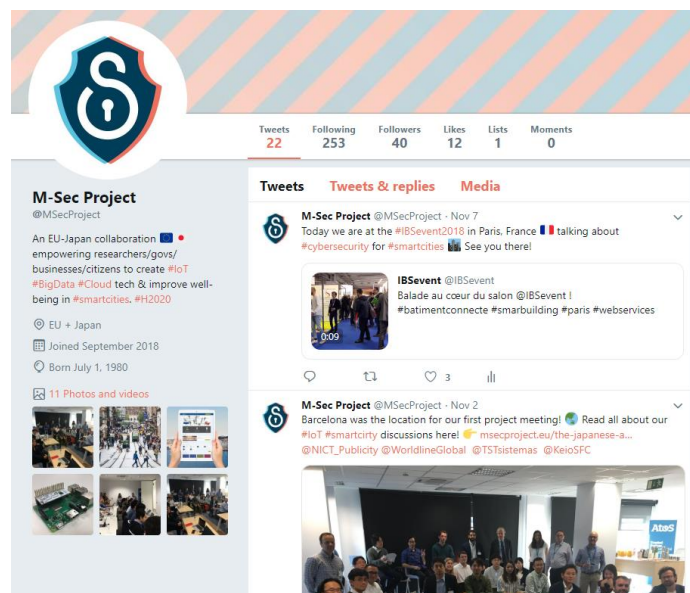 Tweets Following Followers Likes Lists Moments
22 253 40 12 1 0
M-Sec Project
@MSecProject
An EU-Japan collaboration 🇪🇺 🇯🇵
empowering researchers/govs/
businesses/citizens to create #IoT
#BigData #Cloud tech & improve well-
being in #smartcities. #H2020
EU + Japan
Joined September 2018
Born July 1, 1980
11 Photos and videos
Tweets Tweets & replies Media
M-Sec Project @MSecProject · Nov 7
Today we are at the #IBSevent2018 in Paris, France 🇫🇷 talking about
#cybersecurity for #smartcities 🏙 See you there!
IBSevent @IBSevent
Balade au cœur du salon @IBSevent !
#batimentconnecte #smarbuilding #paris #webservices
0:09
3
M-Sec Project @MSecProject · Nov 2
Barcelona was the location for our first project meeting! 🌏 Read all about our
#IoT #smartcirty discussions here! 👉 msecproject.eu/the-japanese-a...
@NICT_Publicity @WorldlineGlobal @TSTsistemas @KeioSFC
Atos